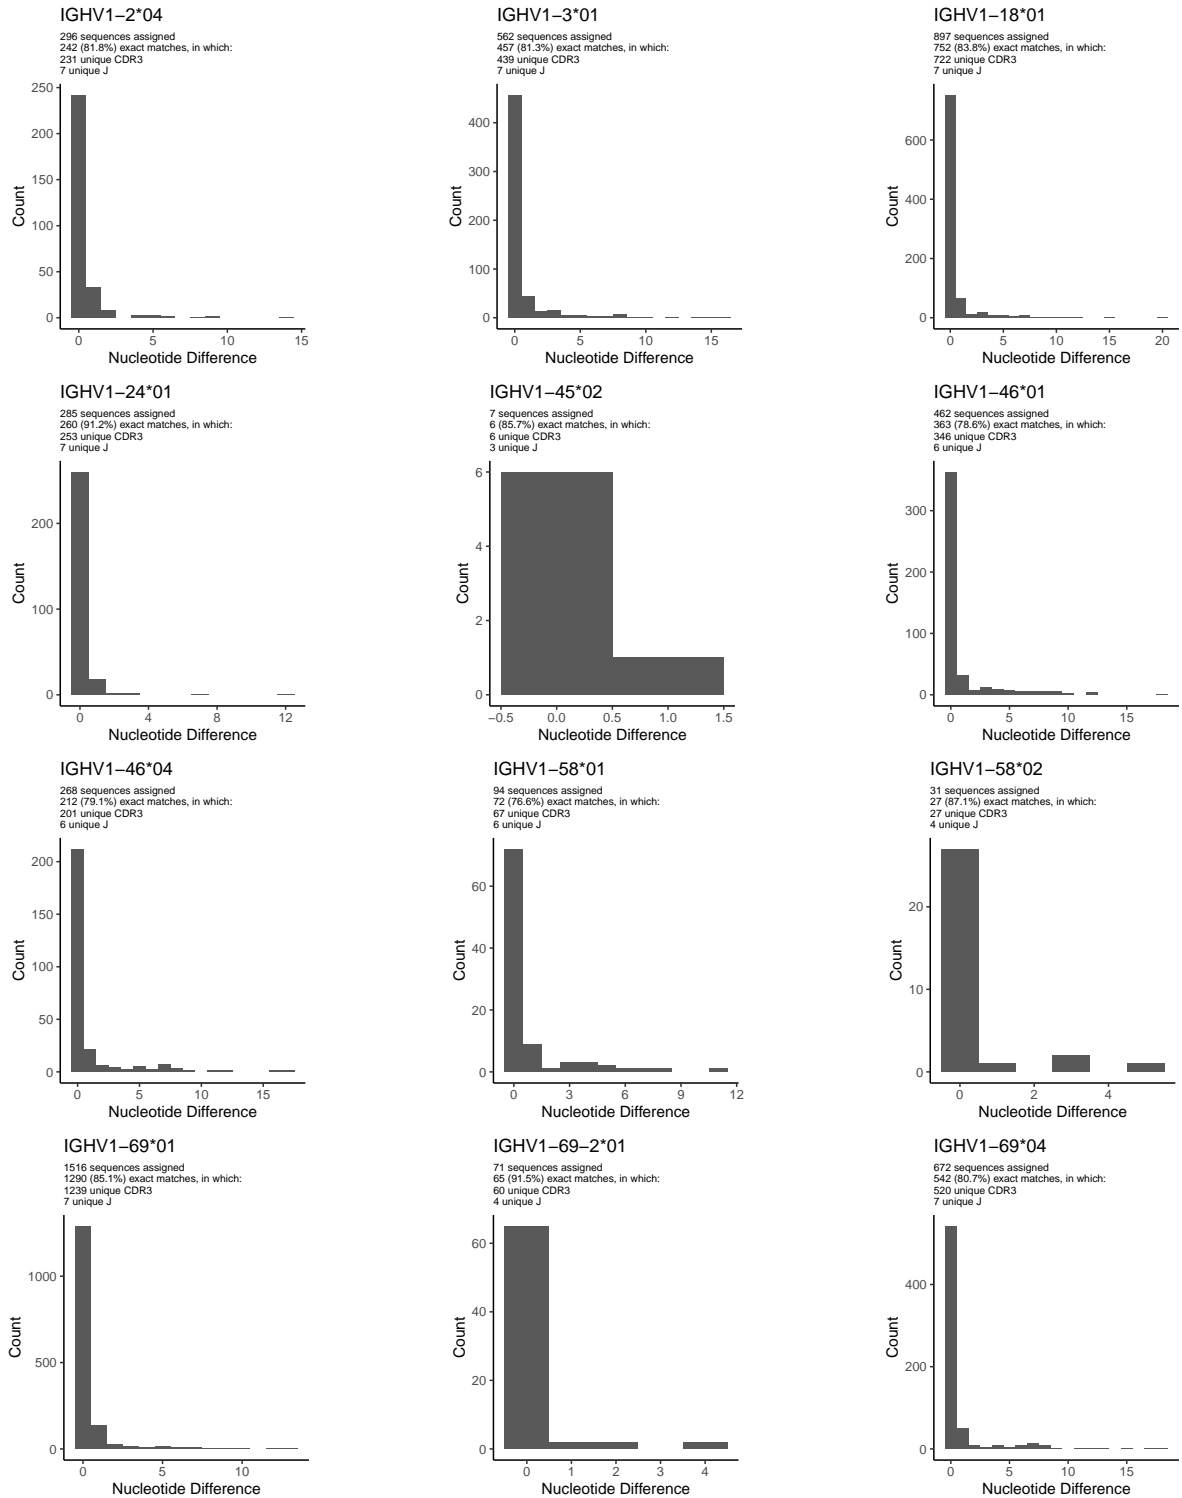 IGHV1−2*04
296 sequences assigned
242 (81.8%) exact matches, in which:
231 unique CDR3
7 unique J
250
200
150
100
50
0
Count
0 5 10 15
Nucleotide Difference
IGHV1−3*01
562 sequences assigned
457 (81.3%) exact matches, in which:
439 unique CDR3
7 unique J
400
300
200
100
0
Count
0 5 10 15
Nucleotide Difference
IGHV1−18*01
897 sequences assigned
752 (83.8%) exact matches, in which:
722 unique CDR3
7 unique J
600
400
200
0
Count
0 5 10 15 20
Nucleotide Difference
IGHV1−24*01
285 sequences assigned
260 (91.2%) exact matches, in which:
253 unique CDR3
7 unique J
200
100
0
Count
0 4 8 12
Nucleotide Difference
IGHV1−45*02
7 sequences assigned
6 (85.7%) exact matches, in which:
6 unique CDR3
3 unique J
6
4
2
0
Count
−0.5 0.0 0.5 1.0 1.5
Nucleotide Difference
IGHV1−46*01
462 sequences assigned
363 (78.6%) exact matches, in which:
346 unique CDR3
6 unique J
300
200
100
0
Count
0 5 10 15
Nucleotide Difference
IGHV1−46*04
268 sequences assigned
212 (79.1%) exact matches, in which:
201 unique CDR3
6 unique J
200
150
100
50
0
Count
0 5 10 15
Nucleotide Difference
IGHV1−58*01
94 sequences assigned
72 (76.6%) exact matches, in which:
67 unique CDR3
6 unique J
60
40
20
0
Count
0 3 6 9 12
Nucleotide Difference
IGHV1−58*02
31 sequences assigned
27 (87.1%) exact matches, in which:
27 unique CDR3
4 unique J
20
10
0
Count
0 2 4
Nucleotide Difference
IGHV1−69*01
1516 sequences assigned
1290 (85.1%) exact matches, in which:
1239 unique CDR3
7 unique J
1000
500
0
Count
0 5 10
Nucleotide Difference
IGHV1−69−2*01
71 sequences assigned
65 (91.5%) exact matches, in which:
60 unique CDR3
4 unique J
60
40
20
0
Count
0 1 2 3 4
Nucleotide Difference
IGHV1−69*04
672 sequences assigned
542 (80.7%) exact matches, in which:
520 unique CDR3
7 unique J
400
200
0
Count
0 5 10 15
Nucleotide Difference